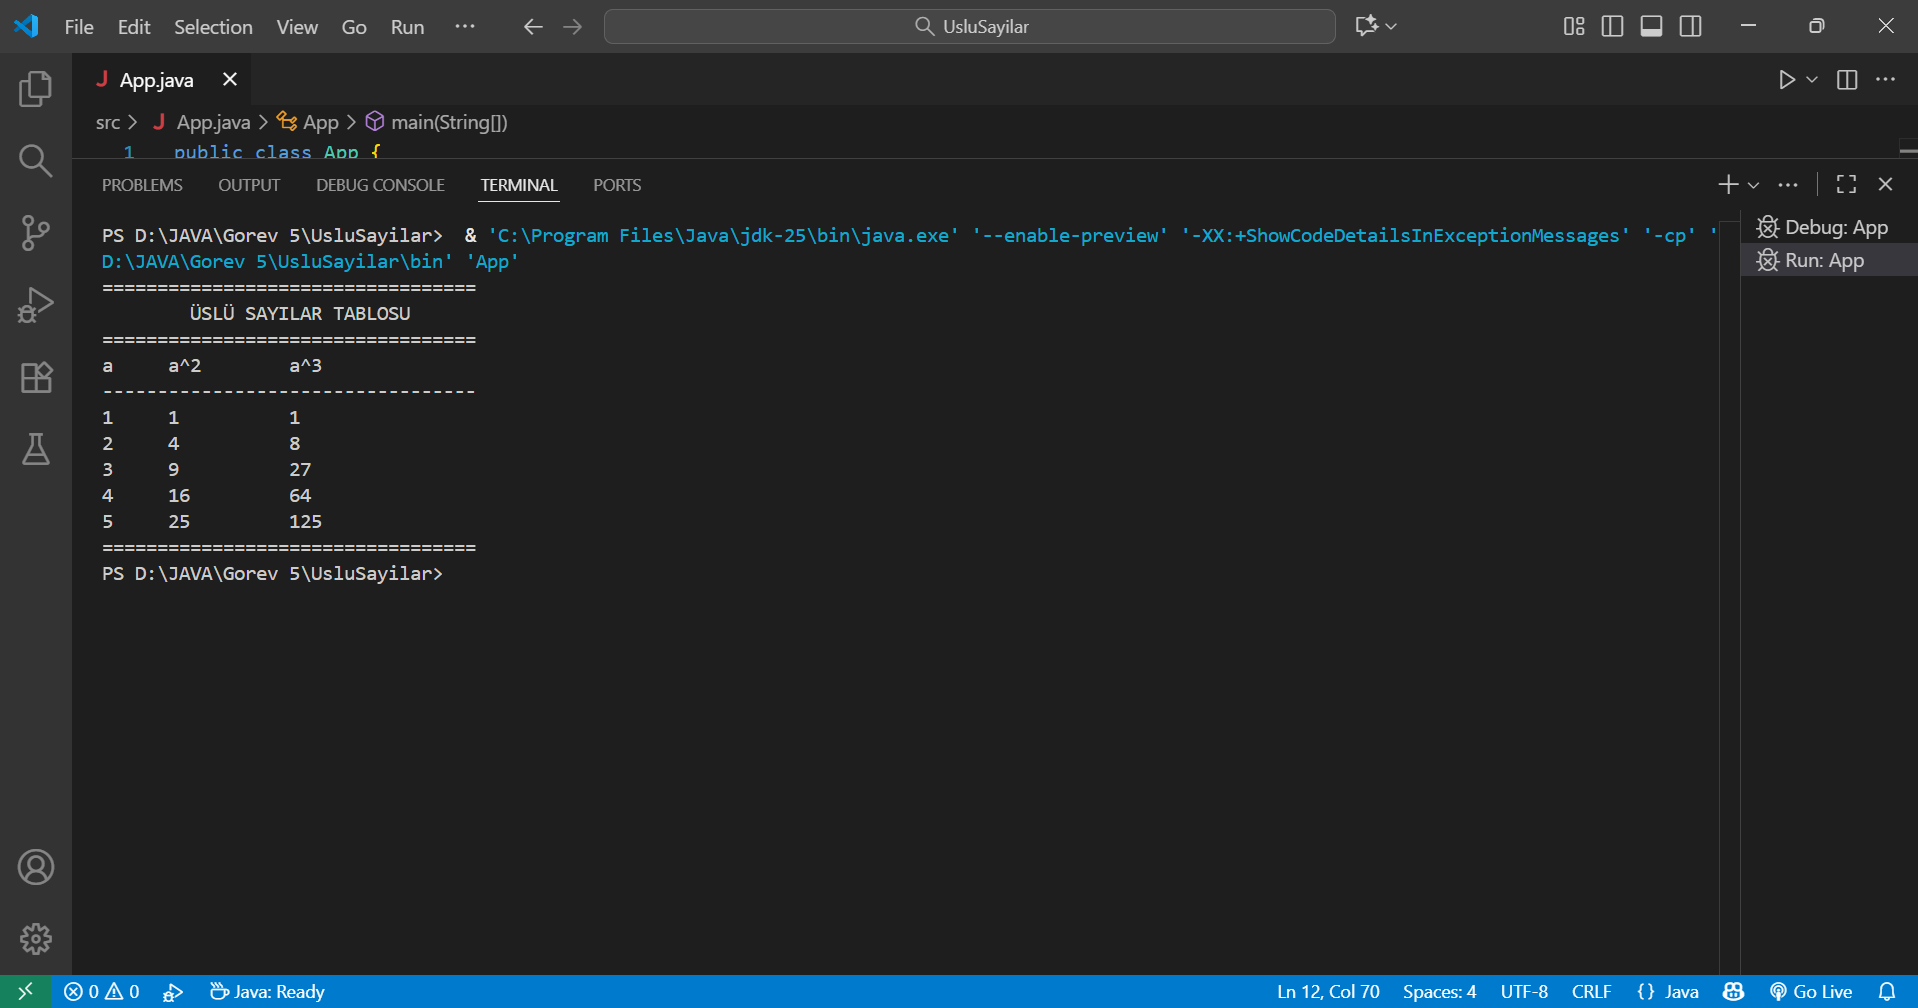 File Edit Selection View Go Run ··· UsluSayilar
App.java
src > App.java > App > main(String[])
1 public class App {
PROBLEMS OUTPUT DEBUG CONSOLE TERMINAL PORTS
PS D:\JAVA\Gorev 5\UsluSayilar>  & 'C:\Program Files\Java\jdk-25\bin\java.exe' '--enable-preview' '-XX:+ShowCodeDetailsInExceptionMessages' '-cp' '
D:\JAVA\Gorev 5\UsluSayilar\bin' 'App'
==================================
        ÜSLÜ SAYILAR TABLOSU
==================================
a     a^2        a^3
----------------------------------
1     1          1
2     4          8
3     9          27
4     16         64
5     25         125
==================================
PS D:\JAVA\Gorev 5\UsluSayilar>
Debug: App
Run: App
0 0 Java: Ready Ln 12, Col 70 Spaces: 4 UTF-8 CRLF {} Java Go Live